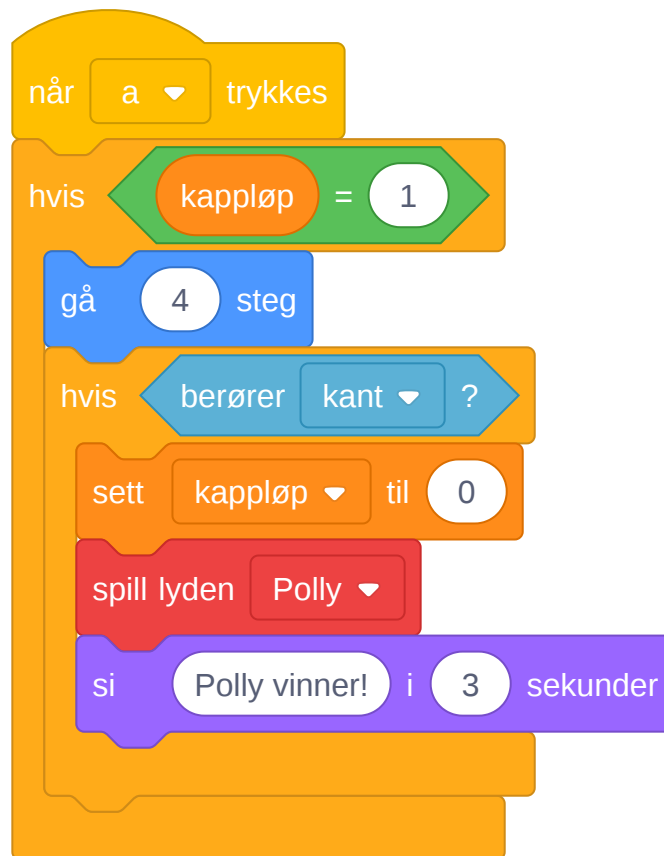 når a trykkes
hvis kappløp = 1
gå 4 steg
hvis berører kant ?
sett kappløp til 0
spill lyden Polly
si Polly vinner! i 3 sekunder